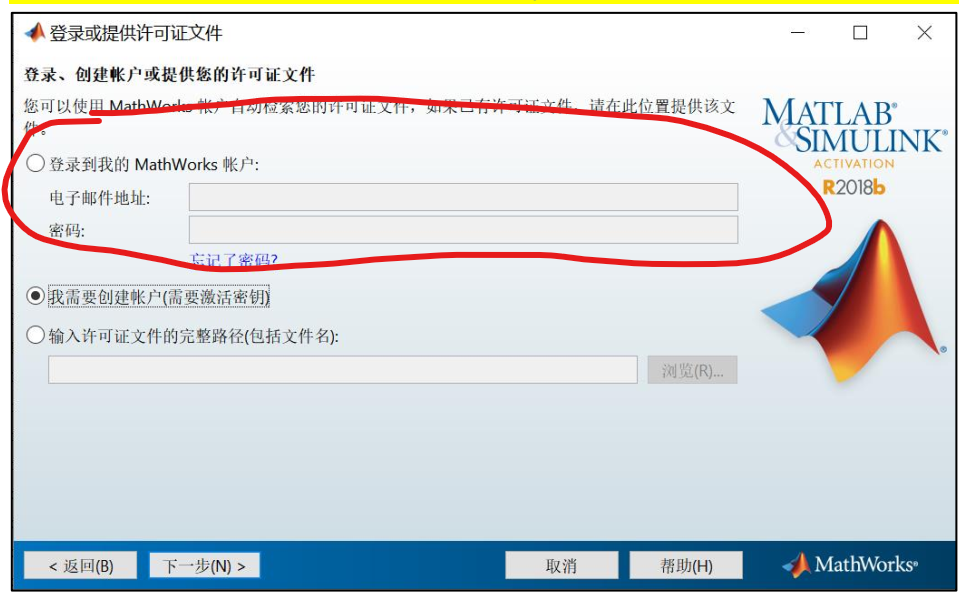 登录或提供许可证文件
登录、创建帐户或提供您的许可证文件
您可以使用 MathWorks 帐户自动检索您的许可证文件，如果已有许可证文件，请在此位置提供该文
件。
登录到我的 MathWorks 帐户:
电子邮件地址:
密码:
忘记了密码?
我需要创建帐户(需要激活密钥)
输入许可证文件的完整路径(包括文件名):
浏览(R)...
MATLAB®
&SIMULINK®
ACTIVATION
R2018b
< 返回(B)
下一步(N) >
取消
帮助(H)
MathWorks®